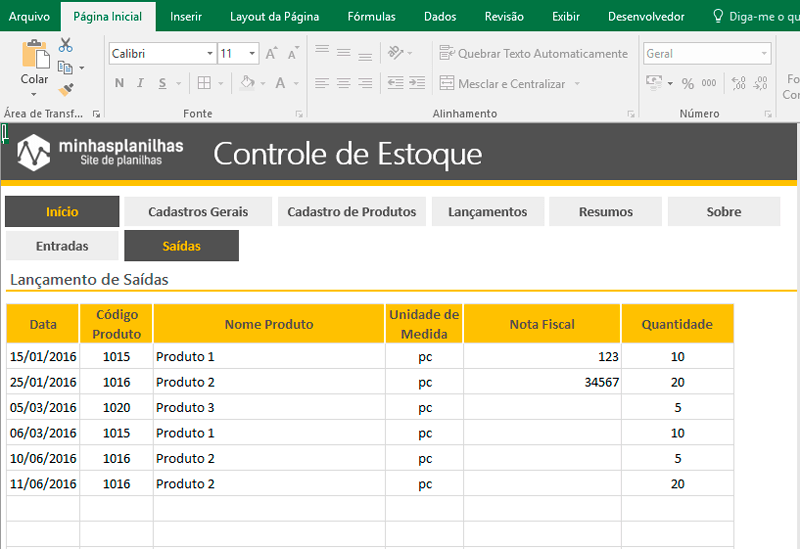 Arquivo Página Inicial Inserir Layout da Página Fórmulas Dados Revisão Exibir Desenvolvedor Diga-me o qu
Colar
Calibri 11
Quebrar Texto Automaticamente
Geral
N I S
Mesclar e Centralizar
% 000
Fo
Con
Área de Transf... Fonte Alinhamento Número
minhasplanilhas
Site de planilhas
Controle de Estoque
Início Cadastros Gerais Cadastro de Produtos Lançamentos Resumos Sobre
Entradas Saídas
Lançamento de Saídas
Data Código Produto Nome Produto Unidade de Medida Nota Fiscal Quantidade
15/01/2016 1015 Produto 1 pc 123 10
25/01/2016 1016 Produto 2 pc 34567 20
05/03/2016 1020 Produto 3 pc 5
06/03/2016 1015 Produto 1 pc 10
10/06/2016 1016 Produto 2 pc 5
11/06/2016 1016 Produto 2 pc 20